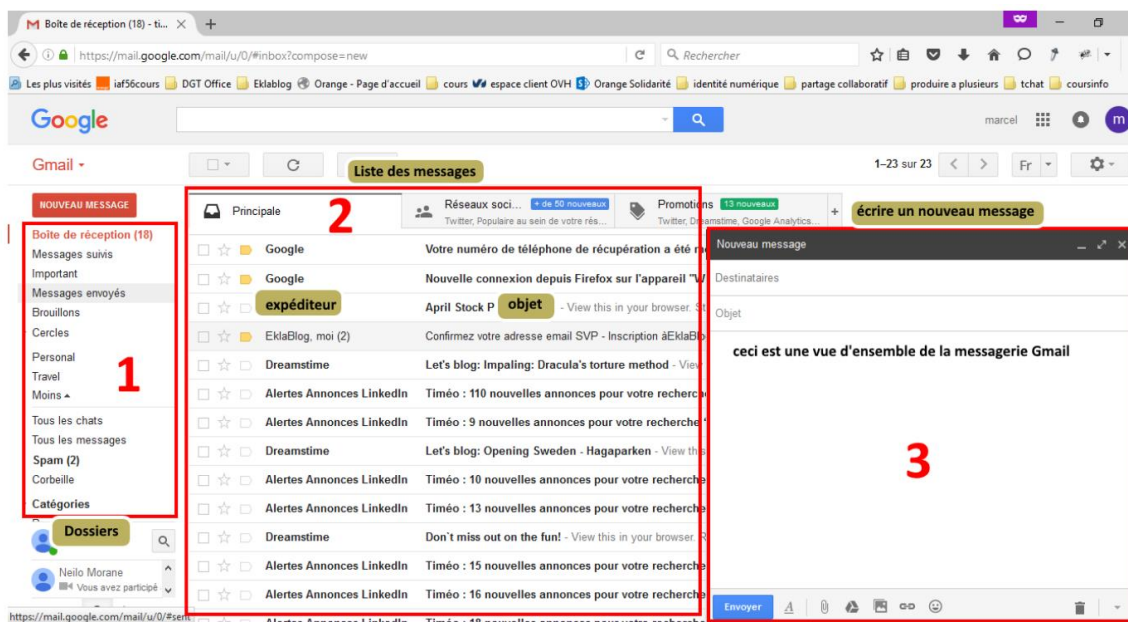 Boîte de réception (18) - ti...
https://mail.google.com/mail/u/0/#inbox?compose=new
Rechercher
Les plus visités iaf56cours DGT Office Eklablog Orange - Page d'accueil cours espace client OVH Orange Solidarité identité numérique partage collaboratif produire a plusieurs tchat coursinfo
Google
marcel
m
Gmail
Liste des messages
1–23 sur 23
Fr
NOUVEAU MESSAGE
Boîte de réception (18)
Messages suivis
Important
Messages envoyés
Brouillons
Cercles
Personal
Travel
Moins
Tous les chats
Tous les messages
Spam (2)
Corbeille
Catégories
1
Dossiers
Neilo Morane
Vous avez participé
https://mail.google.com/mail/u/0/#sent
2
Principale
Réseaux soci... + de 50 nouveaux
Twitter, Populaire au sein de votre rés...
Promotions 13 nouveaux
Twitter, Dreamstime, Google Analytics...
+
Google Votre numéro de téléphone de récupération a été
Google Nouvelle connexion depuis Firefox sur l'appareil "W
expéditeur
April Stock P objet - View this in your browser. St
EklaBlog, moi (2) Confirmez votre adresse email SVP - Inscription àEklaBlo
Dreamstime Let's blog: Impaling: Dracula's torture method - View
Alertes Annonces LinkedIn Timéo : 110 nouvelles annonces pour votre recherche
Alertes Annonces LinkedIn Timéo : 9 nouvelles annonces pour votre recherche "
Dreamstime Let's blog: Opening Sweden - Hagaparken - View this
Alertes Annonces LinkedIn Timéo : 10 nouvelles annonces pour votre recherche
Alertes Annonces LinkedIn Timéo : 13 nouvelles annonces pour votre recherche
Dreamstime Don`t miss out on the fun! - View this in your browser. R
Alertes Annonces LinkedIn Timéo : 15 nouvelles annonces pour votre recherche
Alertes Annonces LinkedIn Timéo : 16 nouvelles annonces pour votre recherche
Alertes Annonces LinkedIn Timéo : 18 nouvelles annonces pour votre recherche
écrire un nouveau message
Nouveau message
Destinataires
Objet
ceci est une vue d'ensemble de la messagerie Gmail
3
Envoyer